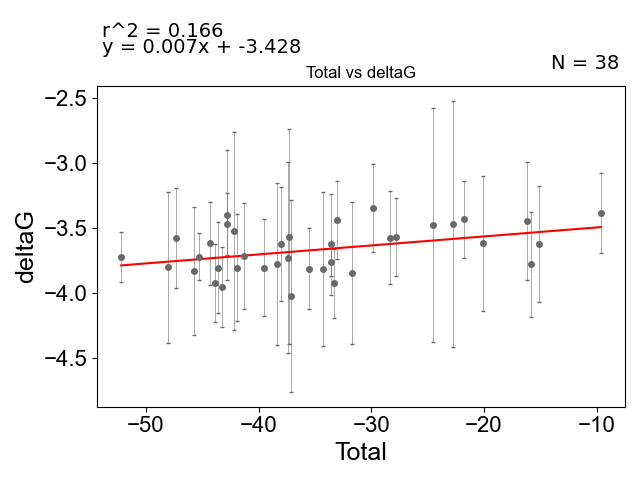 r^2 = 0.166
y = 0.007x + -3.428
N = 38
Total vs deltaG
−2.5
−3.0
−3.5
−4.0
−4.5
deltaG
−50
−40
−30
−20
−10
Total